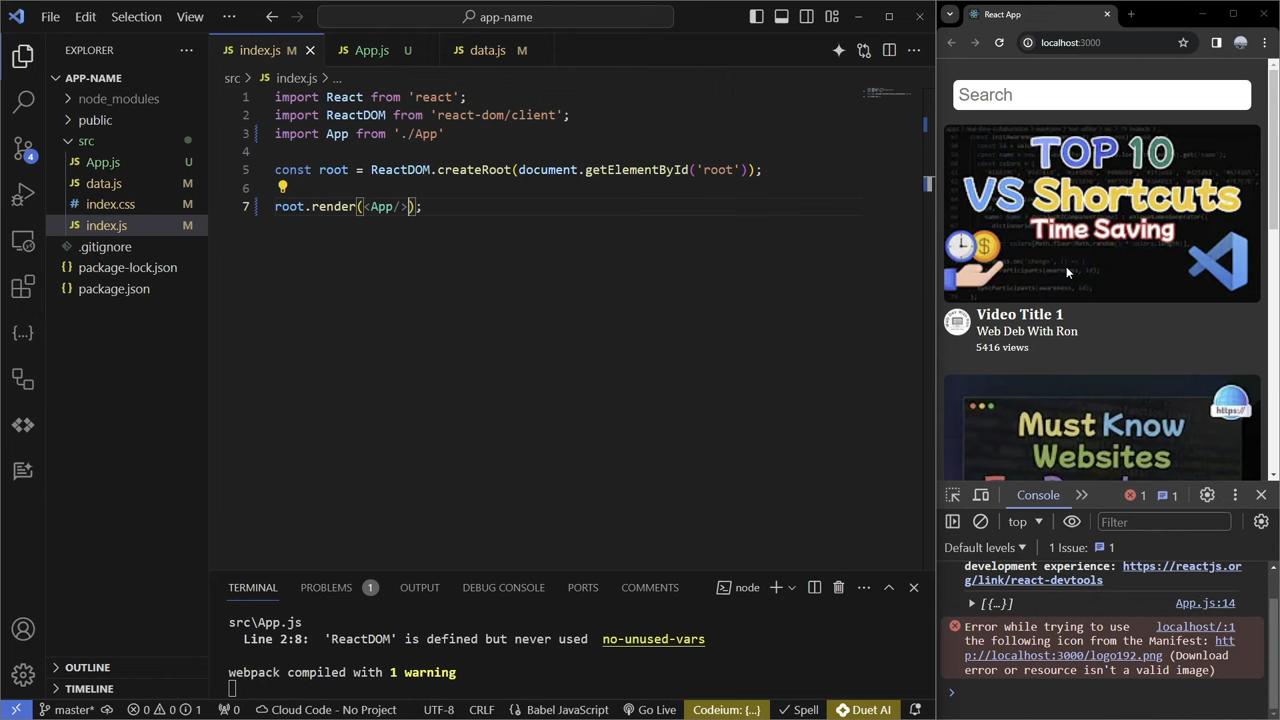 File Edit Selection View
app-name
EXPLORER
APP-NAME
node_modules
public
src
App.js U
data.js M
index.css M
index.js M
.gitignore
package-lock.json
package.json
OUTLINE
TIMELINE
JS index.js M
JS App.js U
JS data.js M
src > JS index.js > ...
1 import React from 'react';
2 import ReactDOM from 'react-dom/client';
3 import App from './App'
4
5 const root = ReactDOM.createRoot(document.getElementById('root'));
6
7 root.render(<App/>);
TERMINAL PROBLEMS 1 OUTPUT DEBUG CONSOLE PORTS COMMENTS
node
src\App.js
Line 2:8: 'ReactDOM' is defined but never used no-unused-vars
webpack compiled with 1 warning
4
master* 0 0 1 0 Cloud Code - No Project UTF-8 CRLF Babel JavaScript Go Live Codeium: {...} Spell Duet AI
React App
localhost:3000
Search
TOP 10
VS Shortcuts
Time Saving
Video Title 1
Web Deb With Ron
5416 views
https://
Must Know
Websites
Console
1 1
top
Filter
Default levels
1 Issue: 1
development experience: https://reactjs.or
g/link/react-devtools
[{…}] App.js:14
Error while trying to use localhost/:1
the following icon from the Manifest: htt
p://localhost:3000/logo192.png (Download
error or resource isn't a valid image)